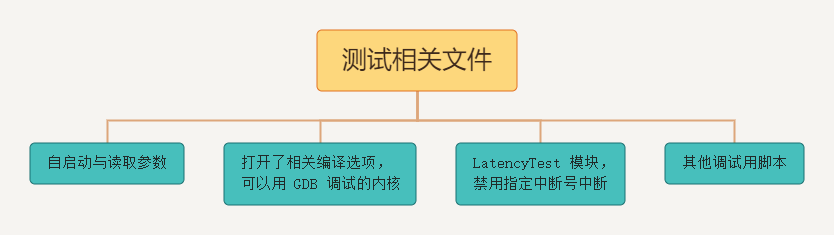 测试相关文件
自启动与读取参数
打开了相关编译选项，
可以用 GDB 调试的内核
LatencyTest 模块，
禁用指定中断号中断
其他调试用脚本